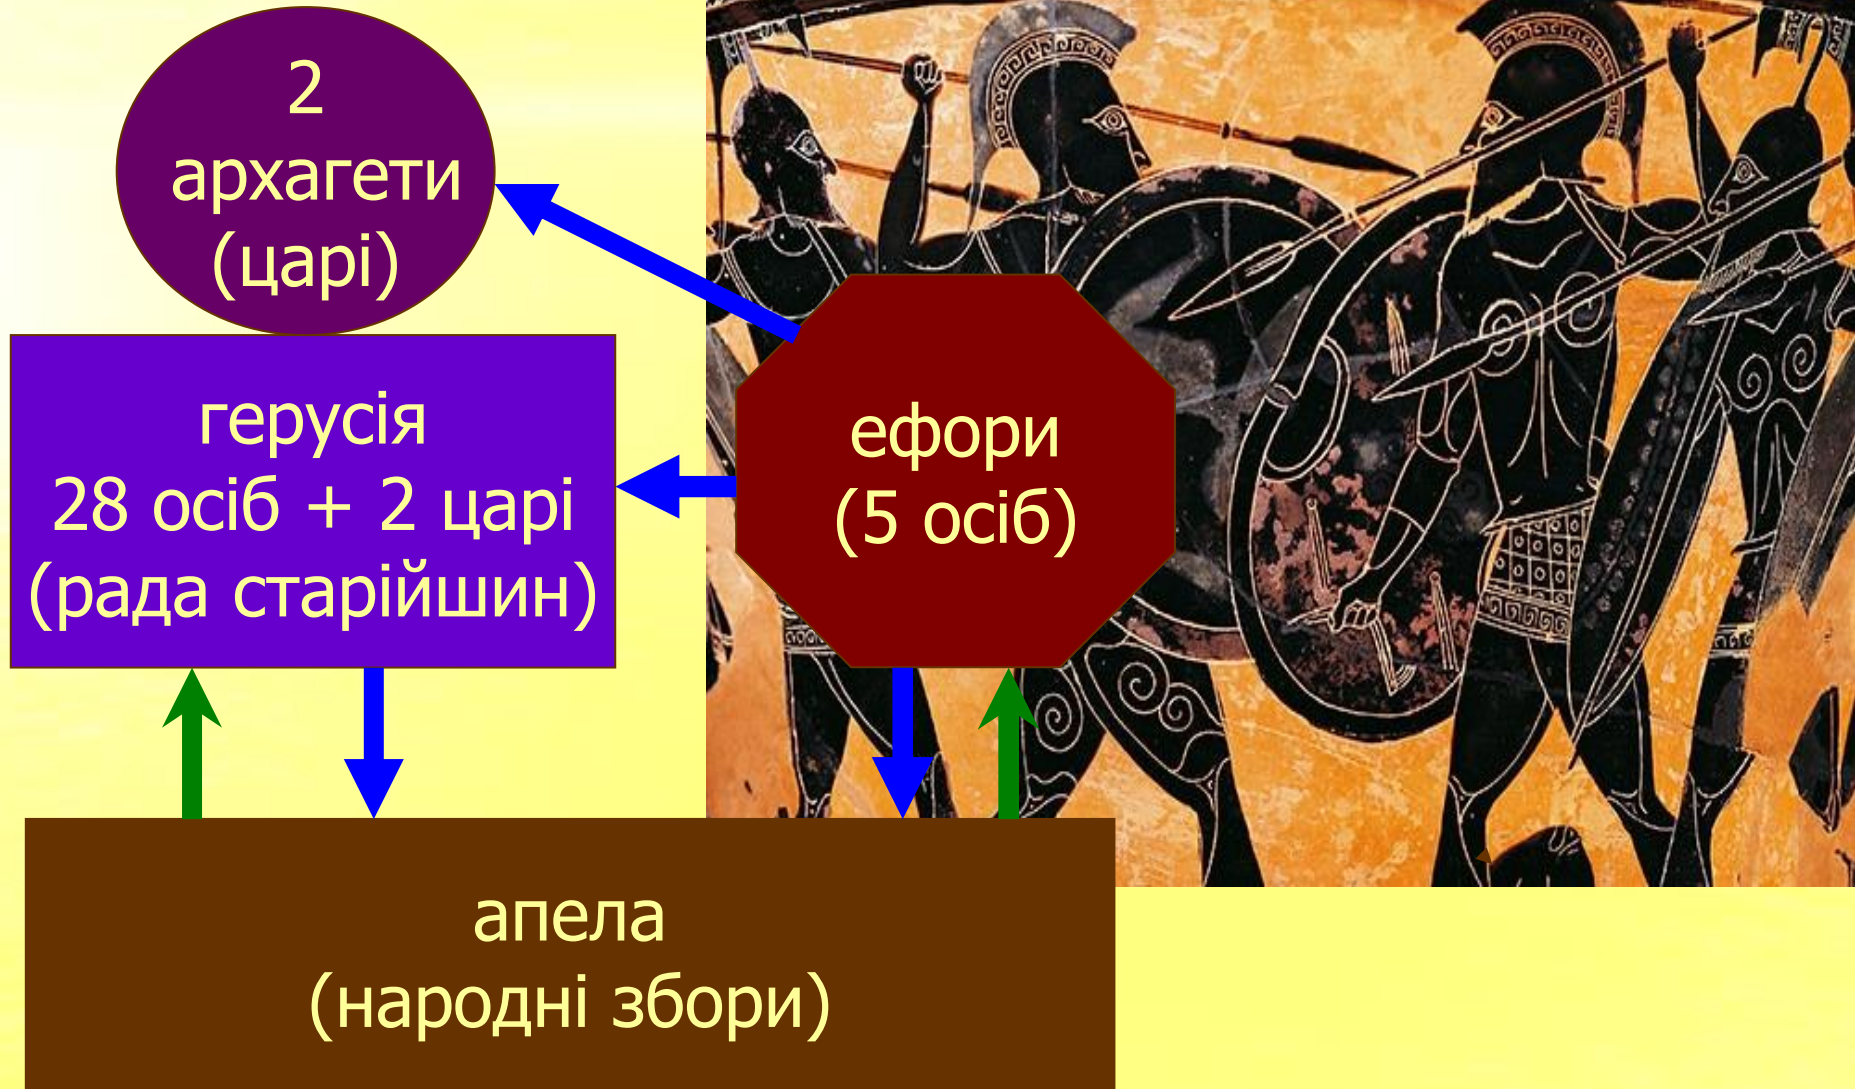 2
архагети
(царі)
герусія
28 осіб + 2 царі
(рада старійшин)
ефори
(5 осіб)
апела
(народні збори)